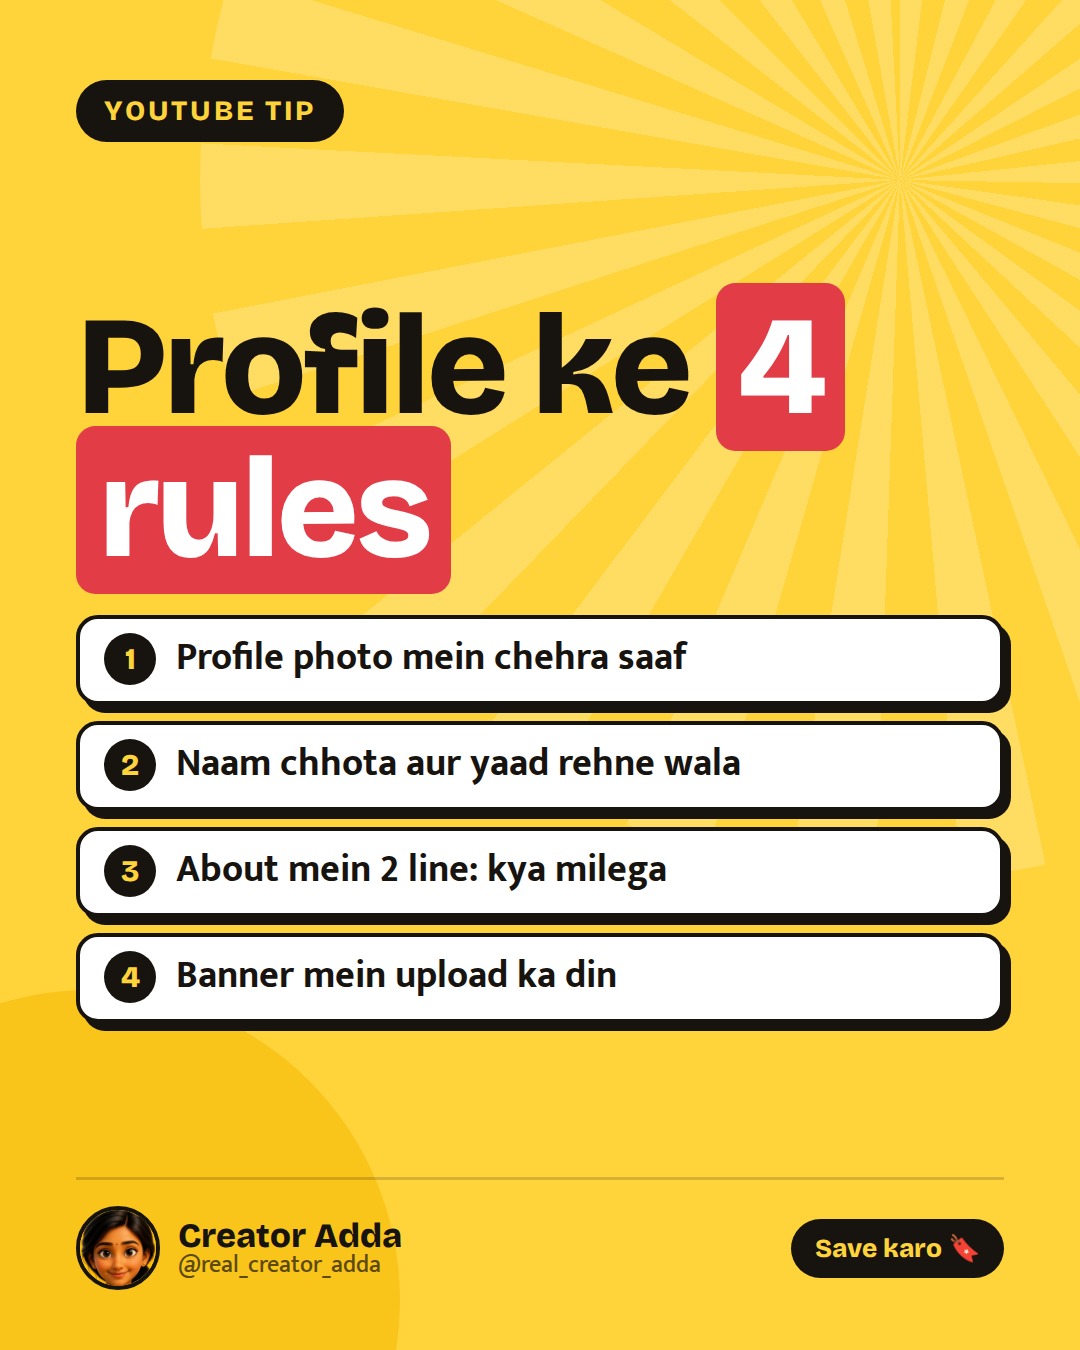 YOUTUBE TIP
Profile ke 4
rules
1 Profile photo mein chehra saaf
2 Naam chhota aur yaad rehne wala
3 About mein 2 line: kya milega
4 Banner mein upload ka din
Creator Adda
@real_creator_adda
Save karo 🔖